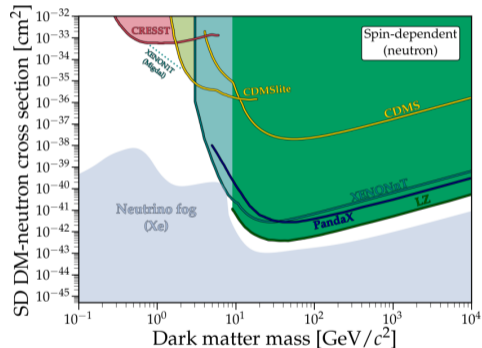 SD DM-neutron cross section [cm²]
10⁻³²
10⁻³³
10⁻³⁴
10⁻³⁵
10⁻³⁶
10⁻³⁷
10⁻³⁸
10⁻³⁹
10⁻⁴⁰
10⁻⁴¹
10⁻⁴²
10⁻⁴³
10⁻⁴⁴
10⁻⁴⁵
CRESST
XENON1T
(Migdal)
Spin-dependent
(neutron)
CDMSlite
CDMS
Neutrino fog
(Xe)
XENONnT
PandaX
LZ
10⁻¹
10⁰
10¹
10²
10³
10⁴
Dark matter mass [GeV/c²]